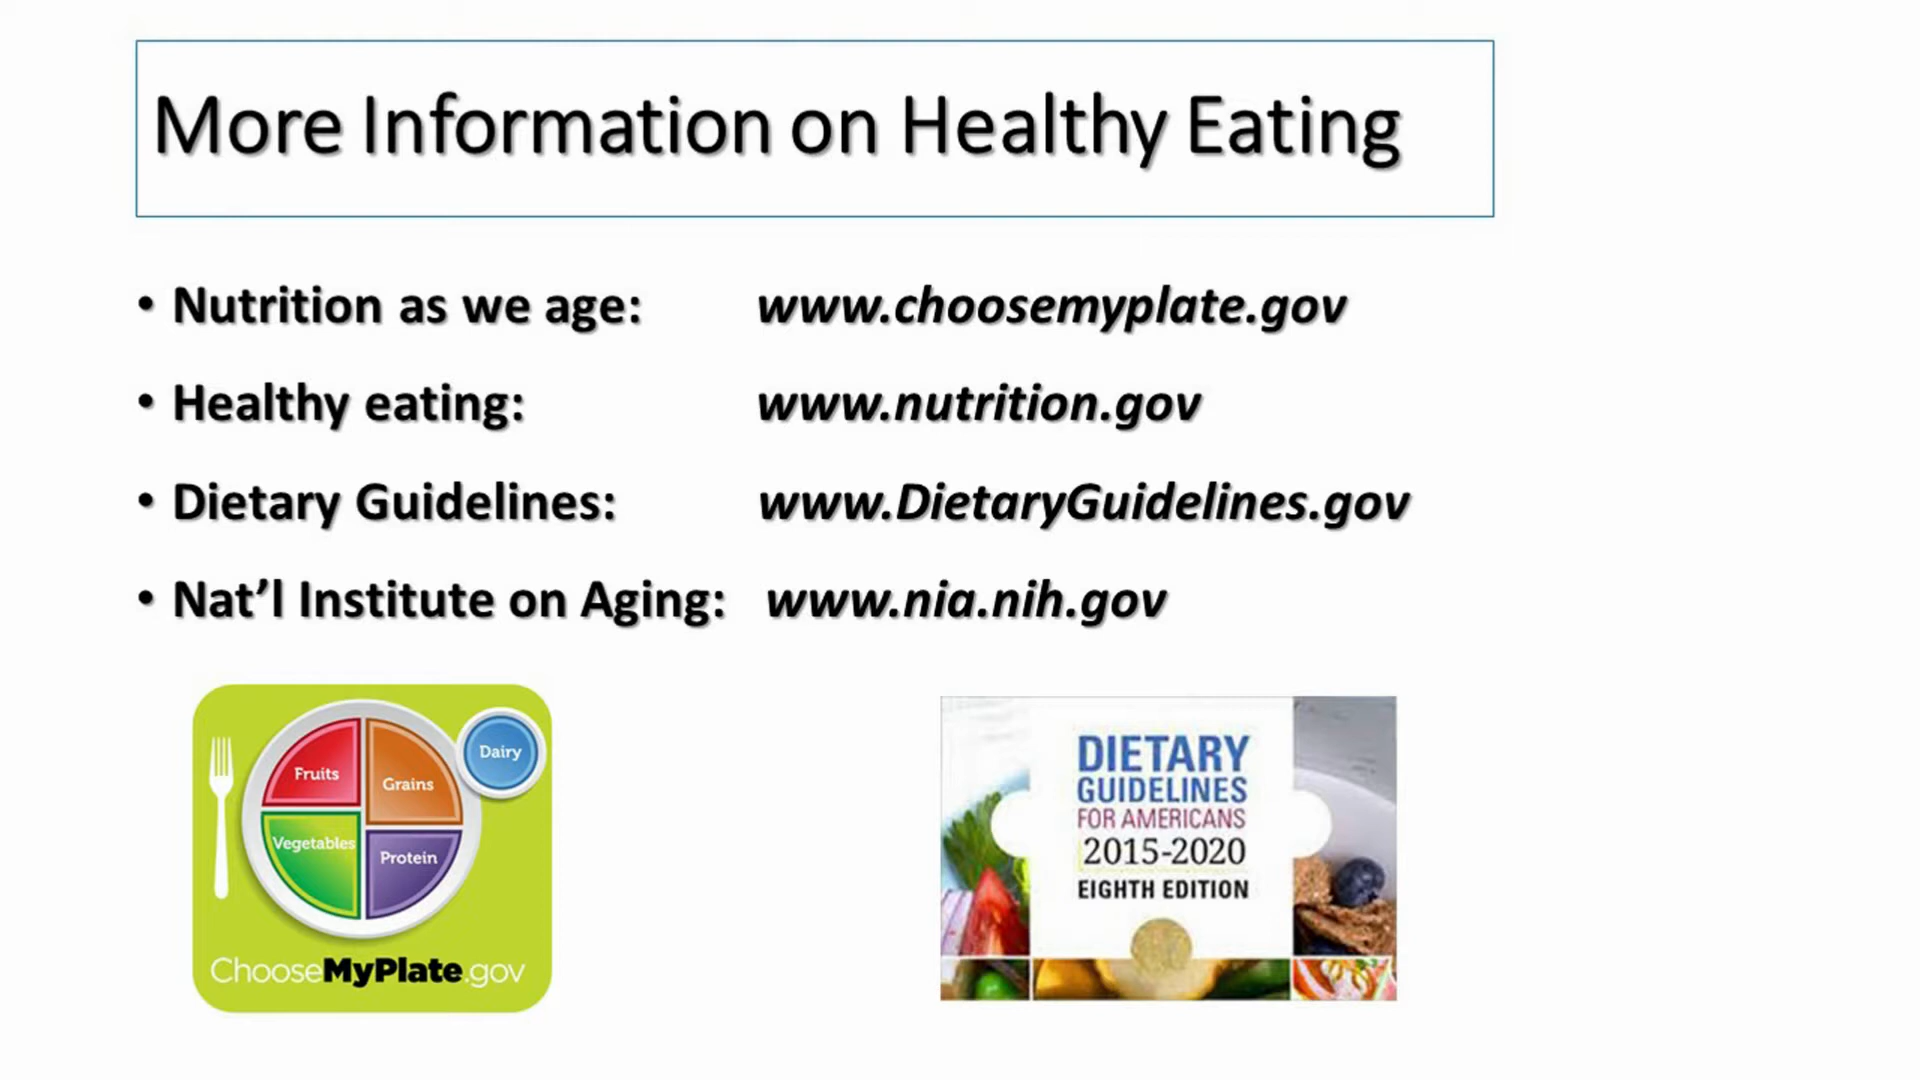 More Information on Healthy Eating
• Nutrition as we age: www.choosemyplate.gov
• Healthy eating: www.nutrition.gov
• Dietary Guidelines: www.DietaryGuidelines.gov
• Nat’l Institute on Aging: www.nia.nih.gov
Dairy
Fruits
Grains
Vegetables
Protein
ChooseMyPlate.gov
DIETARY
GUIDELINES
FOR AMERICANS
2015-2020
EIGHTH EDITION